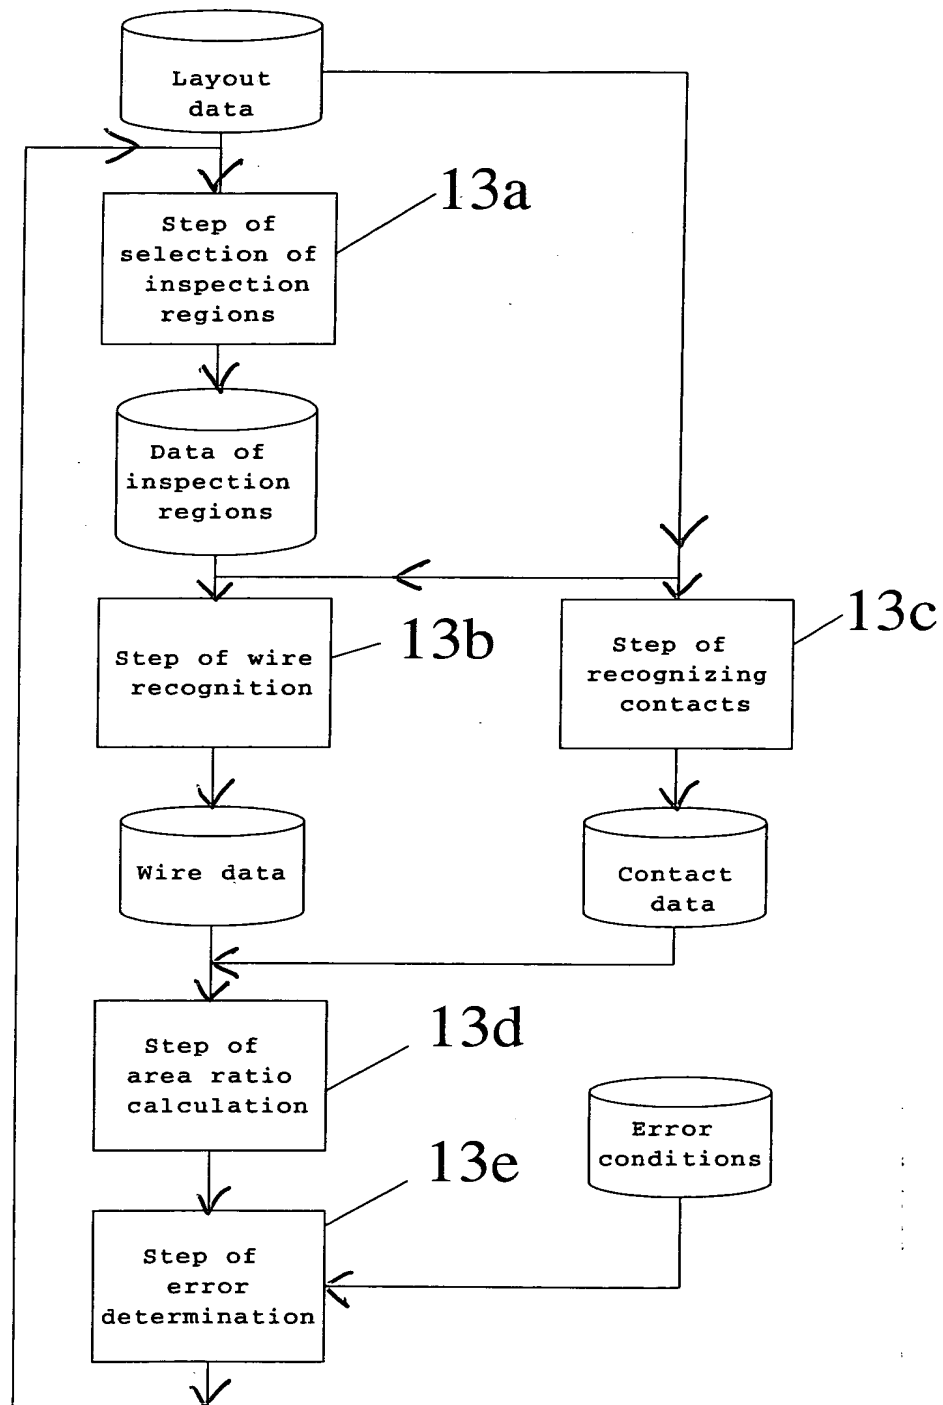 Layout
data
13a
Step of
selection of
inspection
regions
Data of
inspection
regions
13b
Step of wire
recognition
13c
Step of
recognizing
contacts
Wire data
Contact
data
13d
Step of
area ratio
calculation
Error
conditions
13e
Step of
error
determination